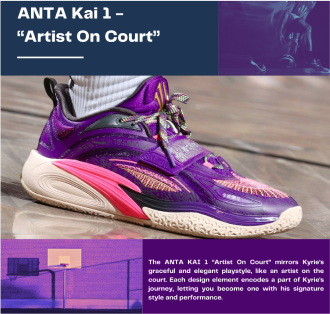 ANTA Kai 1 –
“Artist On Court”
The ANTA KAI 1 "Artist On Court" mirrors Kyrie's
graceful and elegant playstyle, like an artist on the
court. Each design element encodes a part of Kyrie's
journey, letting you become one with his signature
style and performance.